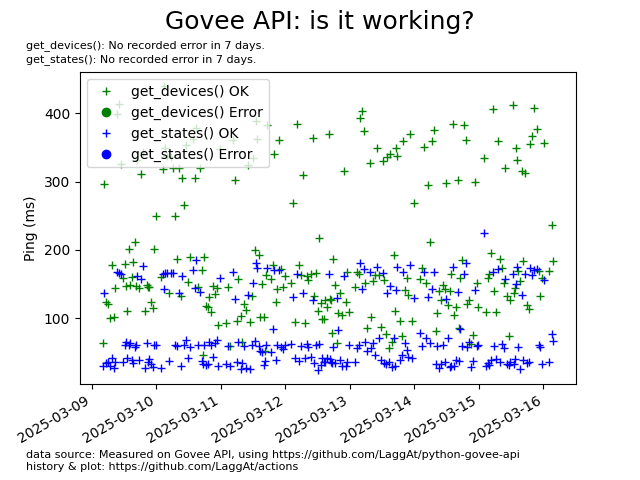 Govee API: is it working?
get_devices(): No recorded error in 7 days.
get_states(): No recorded error in 7 days.
get_devices() OK
get_devices() Error
get_states() OK
get_states() Error
Ping (ms)
400
300
200
100
2025-03-09
2025-03-10
2025-03-11
2025-03-12
2025-03-13
2025-03-14
2025-03-15
2025-03-16
data source: Measured on Govee API, using https://github.com/LaggAt/python-govee-api
history & plot: https://github.com/LaggAt/actions